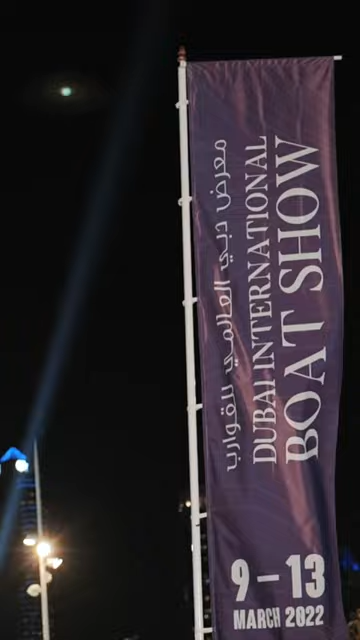 معرض دبي العالمي للقوارب
DUBAI INTERNATIONAL
BOAT SHOW
9 – 13
MARCH 2022